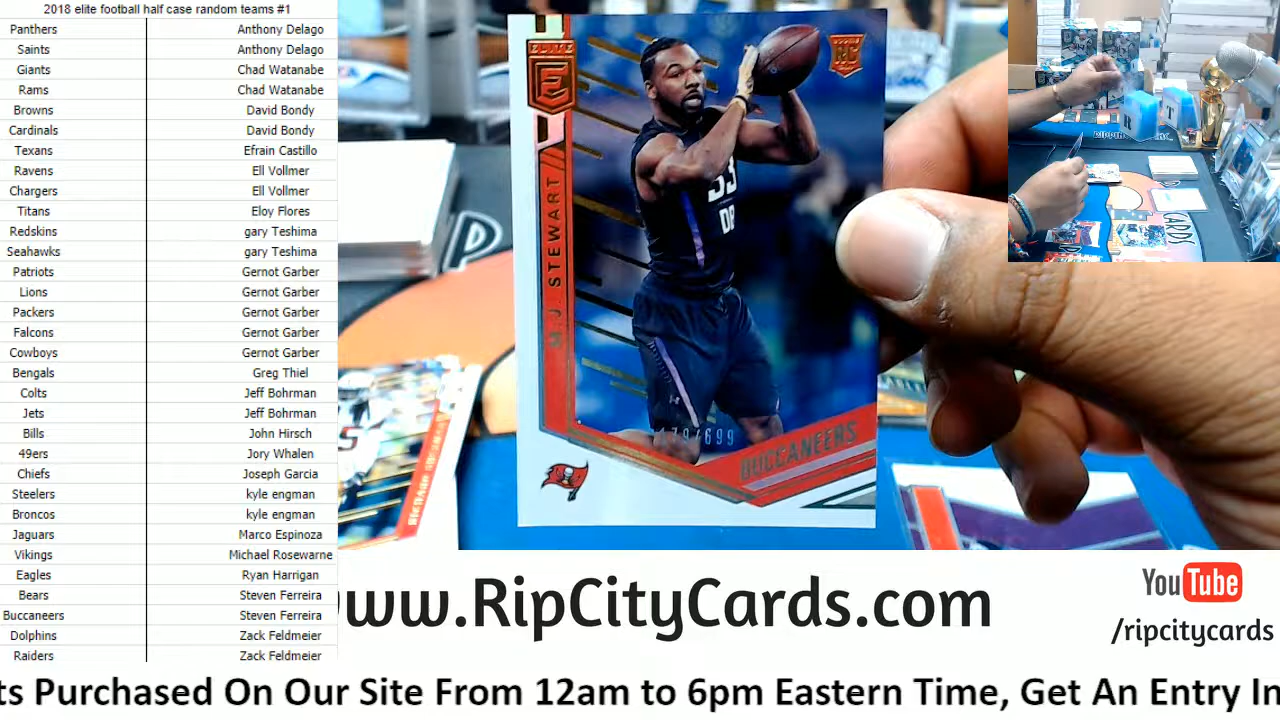 2018 elite football half case random teams #1
Panthers Anthony Delago
Saints Anthony Delago
Giants Chad Watanabe
Rams Chad Watanabe
Browns David Bondy
Cardinals David Bondy
Texans Efrain Castillo
Ravens Ell Vollmer
Chargers Ell Vollmer
Titans Eloy Flores
Redskins gary Teshima
Seahawks gary Teshima
Patriots Gernot Garber
Lions Gernot Garber
Packers Gernot Garber
Falcons Gernot Garber
Cowboys Gernot Garber
Bengals Greg Thiel
Colts Jeff Bohrman
Jets Jeff Bohrman
Bills John Hirsch
49ers Jory Whalen
Chiefs Joseph Garcia
Steelers kyle engman
Broncos kyle engman
Jaguars Marco Espinoza
Vikings Michael Rosewarne
Eagles Ryan Harrigan
Bears Steven Ferreira
Buccaneers Steven Ferreira
Dolphins Zack Feldmeier
Raiders Zack Feldmeier
ELITE
E
RC
M.J. STEWART
33
DB
479/699
BUCCANEERS
R T
CARDS
ww.RipCityCards.com
YouTube
/ripcitycards
ts Purchased On Our Site From 12am to 6pm Eastern Time, Get An Entry In